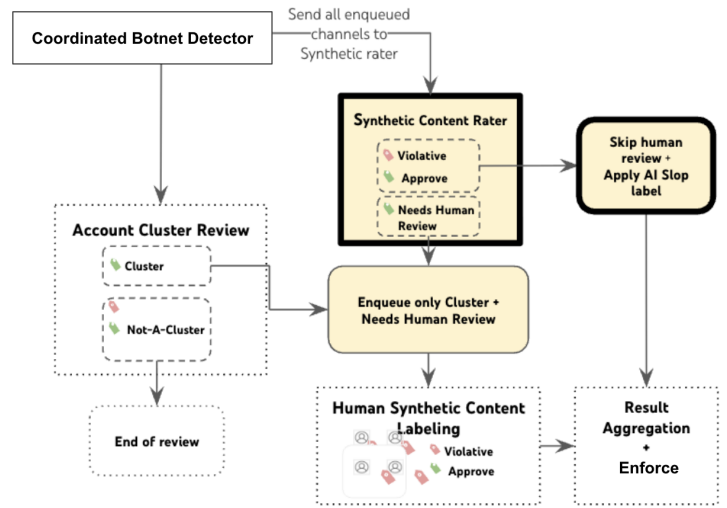 Coordinated Botnet Detector
Send all enqueued
channels to
Synthetic rater
Synthetic Content Rater
Violative
Approve
Needs Human
Review
Skip human
review +
Apply AI Slop
label
Account Cluster Review
Cluster
Not-A-Cluster
Enqueue only Cluster +
Needs Human Review
End of review
Human Synthetic Content
Labeling
Violative
Approve
Result
Aggregation
+
Enforce